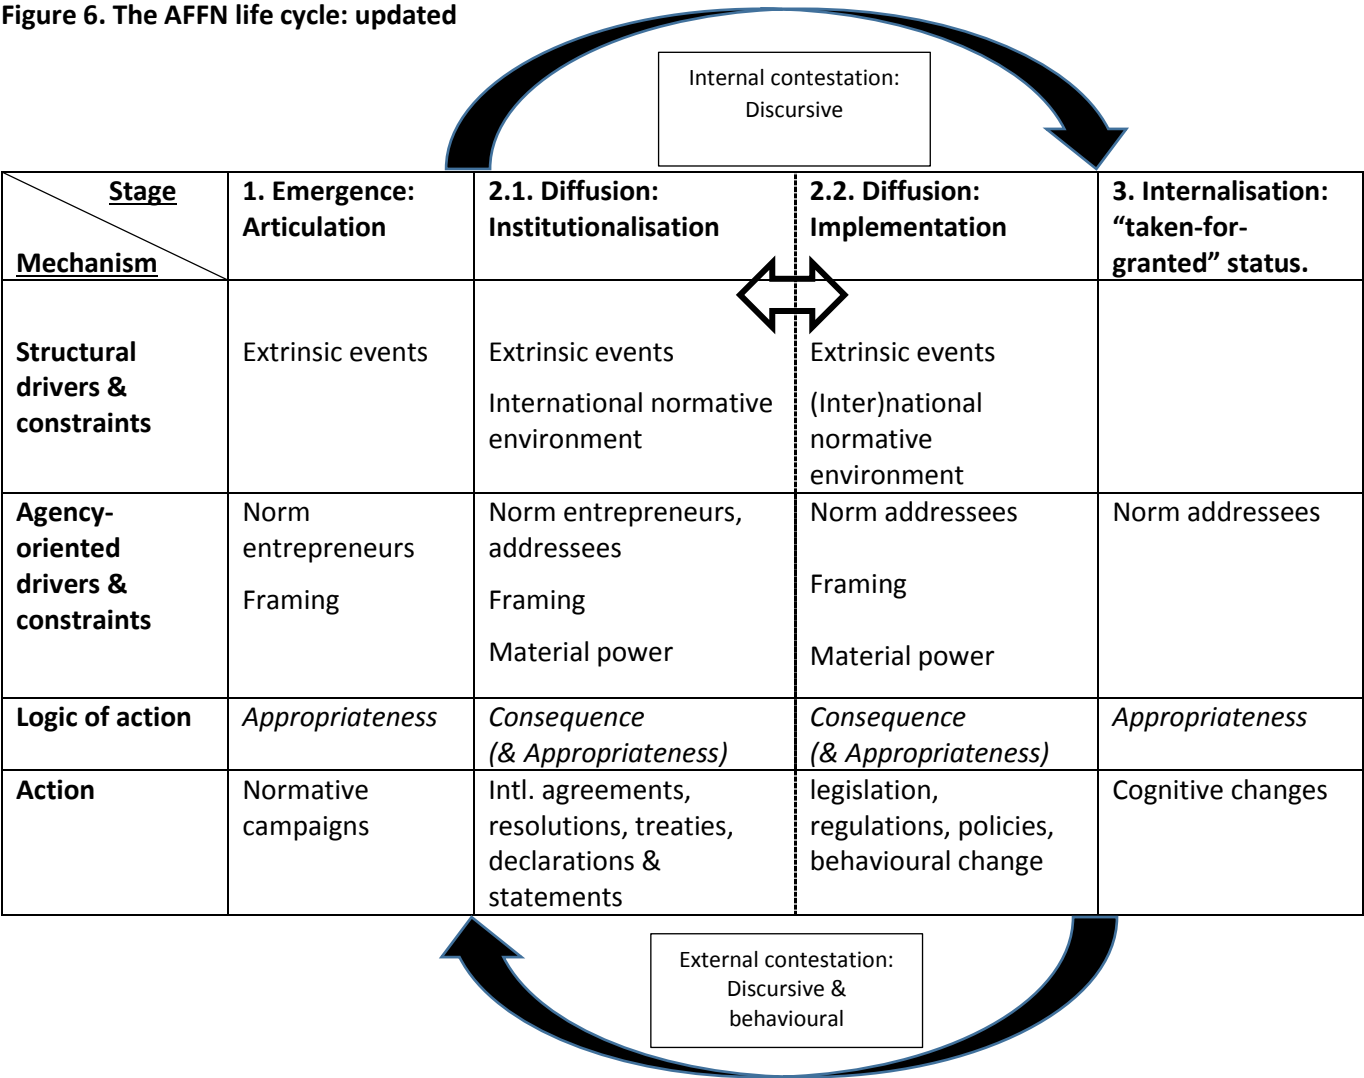 Figure 6. The AFFN life cycle: updated
Internal contestation:
Discursive
Stage
Mechanism
1. Emergence:
Articulation
2.1. Diffusion:
Institutionalisation
2.2. Diffusion:
Implementation
3. Internalisation:
“taken-for-
granted” status.
Structural
drivers &
constraints
Extrinsic events
Extrinsic events
International normative
environment
Extrinsic events
(Inter)national
normative
environment
Agency-
oriented
drivers &
constraints
Norm
entrepreneurs
Framing
Norm entrepreneurs,
addressees
Framing
Material power
Norm addressees
Framing
Material power
Norm addressees
Logic of action
Appropriateness
Consequence
(& Appropriateness)
Consequence
(& Appropriateness)
Appropriateness
Action
Normative
campaigns
Intl. agreements,
resolutions, treaties,
declarations &
statements
legislation,
regulations, policies,
behavioural change
Cognitive changes
External contestation:
Discursive &
behavioural